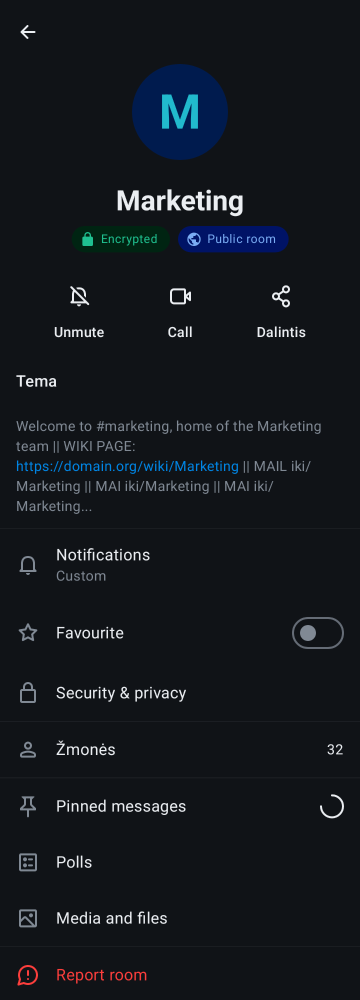 M
Marketing
Encrypted
Public room
Unmute
Call
Dalintis
Tema
Welcome to #marketing, home of the Marketing
team || WIKI PAGE:
https://domain.org/wiki/Marketing || MAIL iki/
Marketing || MAI iki/Marketing || MAI iki/
Marketing...
Notifications
Custom
Favourite
Security & privacy
Žmonės
32
Pinned messages
Polls
Media and files
Report room